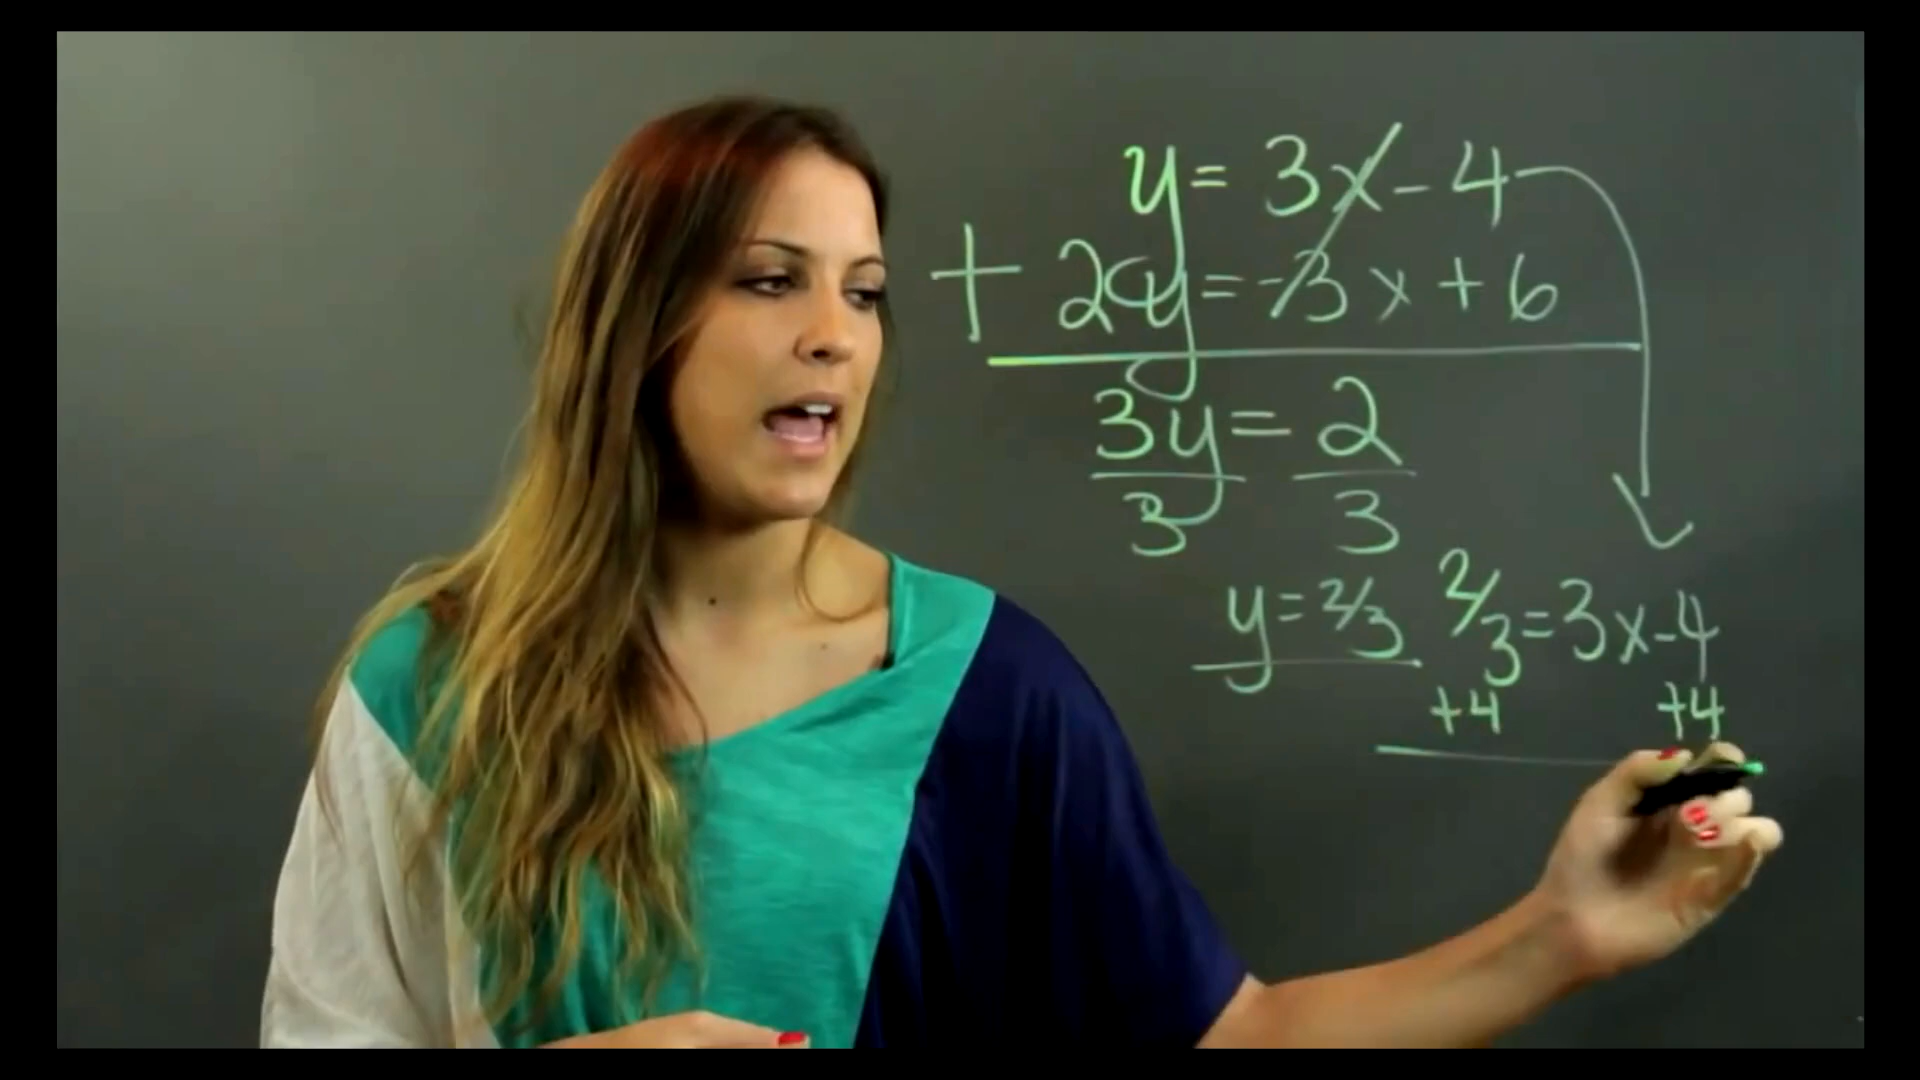 y = 3x - 4
+ 2y = -3x + 6
3y = 2
3 3
y = 2/3 2/3 = 3x - 4
+4 +4